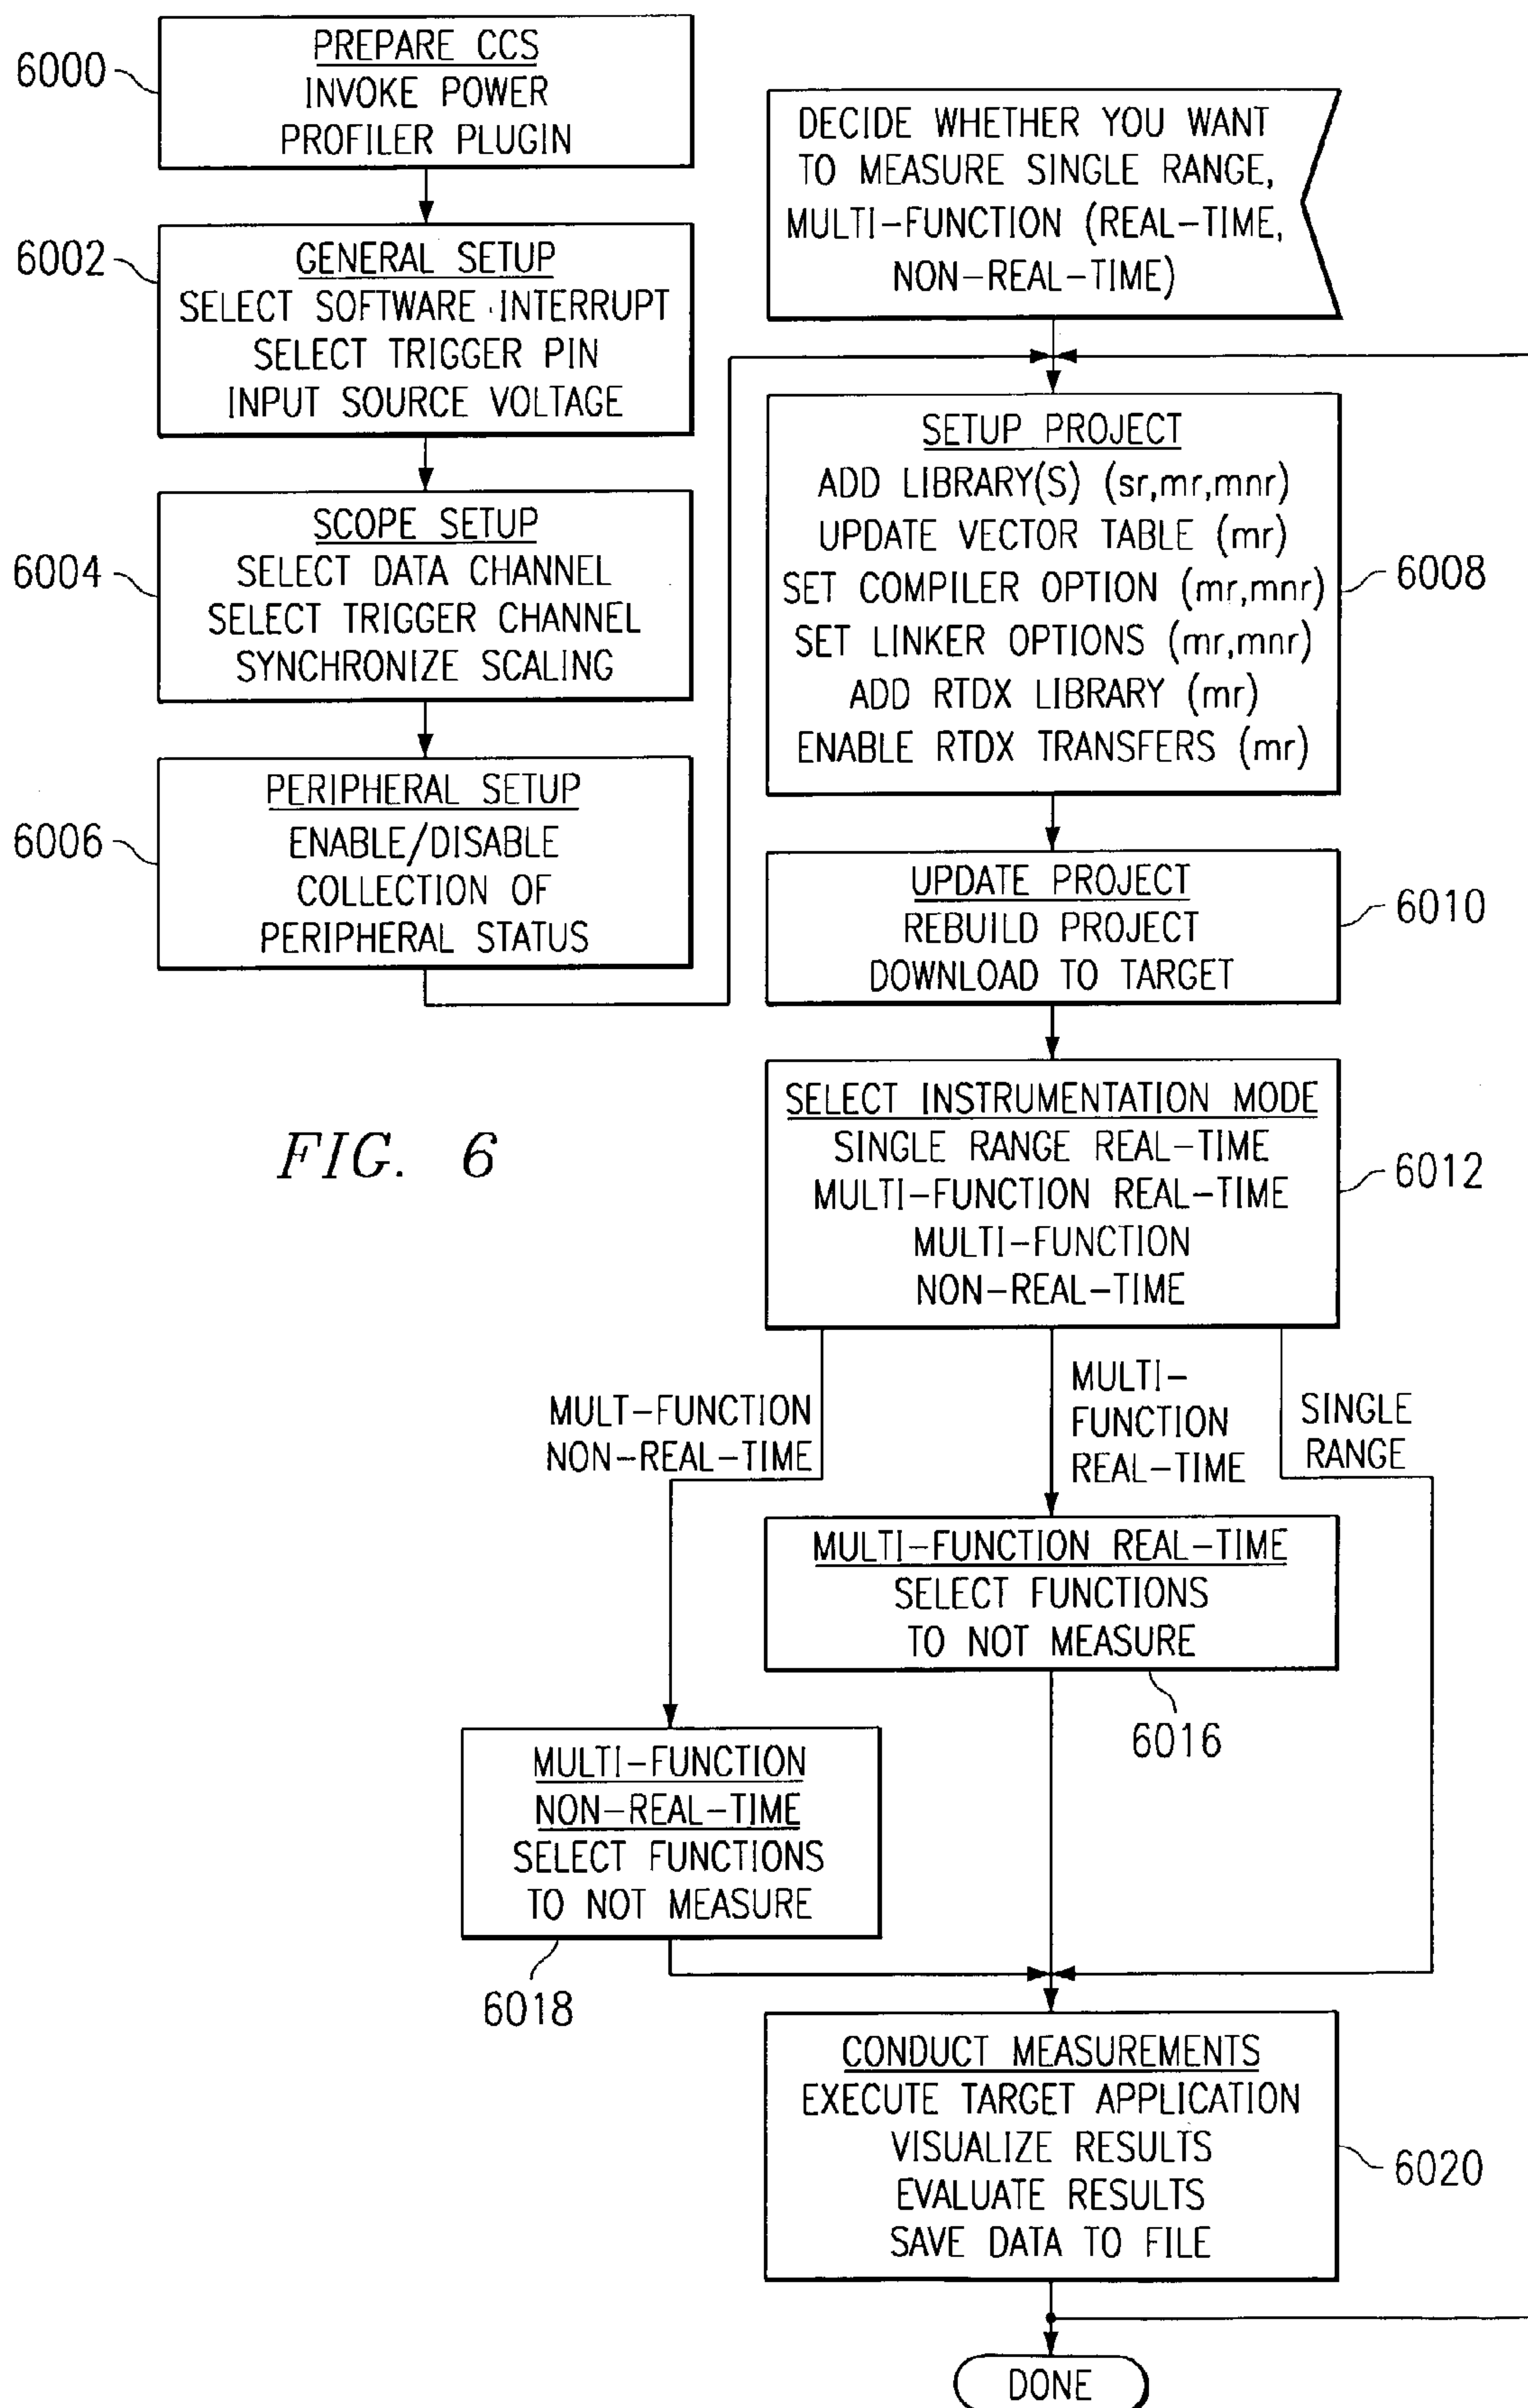 6000
PREPARE CCS
INVOKE POWER
PROFILER PLUGIN
6002
GENERAL SETUP
SELECT SOFTWARE INTERRUPT
SELECT TRIGGER PIN
INPUT SOURCE VOLTAGE
6004
SCOPE SETUP
SELECT DATA CHANNEL
SELECT TRIGGER CHANNEL
SYNCHRONIZE SCALING
6006
PERIPHERAL SETUP
ENABLE/DISABLE
COLLECTION OF
PERIPHERAL STATUS
DECIDE WHETHER YOU WANT
TO MEASURE SINGLE RANGE,
MULTI-FUNCTION (REAL-TIME,
NON-REAL-TIME)
SETUP PROJECT
ADD LIBRARY(S) (sr,mr,mnr)
UPDATE VECTOR TABLE (mr)
SET COMPILER OPTION (mr,mnr)
SET LINKER OPTIONS (mr,mnr)
ADD RTDX LIBRARY (mr)
ENABLE RTDX TRANSFERS (mr)
6008
UPDATE PROJECT
REBUILD PROJECT
DOWNLOAD TO TARGET
6010
FIG. 6
SELECT INSTRUMENTATION MODE
SINGLE RANGE REAL-TIME
MULTI-FUNCTION REAL-TIME
MULTI-FUNCTION
NON-REAL-TIME
6012
MULT-FUNCTION
NON-REAL-TIME
MULTI-
FUNCTION
REAL-TIME
SINGLE
RANGE
MULTI-FUNCTION REAL-TIME
SELECT FUNCTIONS
TO NOT MEASURE
6016
MULTI-FUNCTION
NON-REAL-TIME
SELECT FUNCTIONS
TO NOT MEASURE
6018
CONDUCT MEASUREMENTS
EXECUTE TARGET APPLICATION
VISUALIZE RESULTS
EVALUATE RESULTS
SAVE DATA TO FILE
6020
DONE